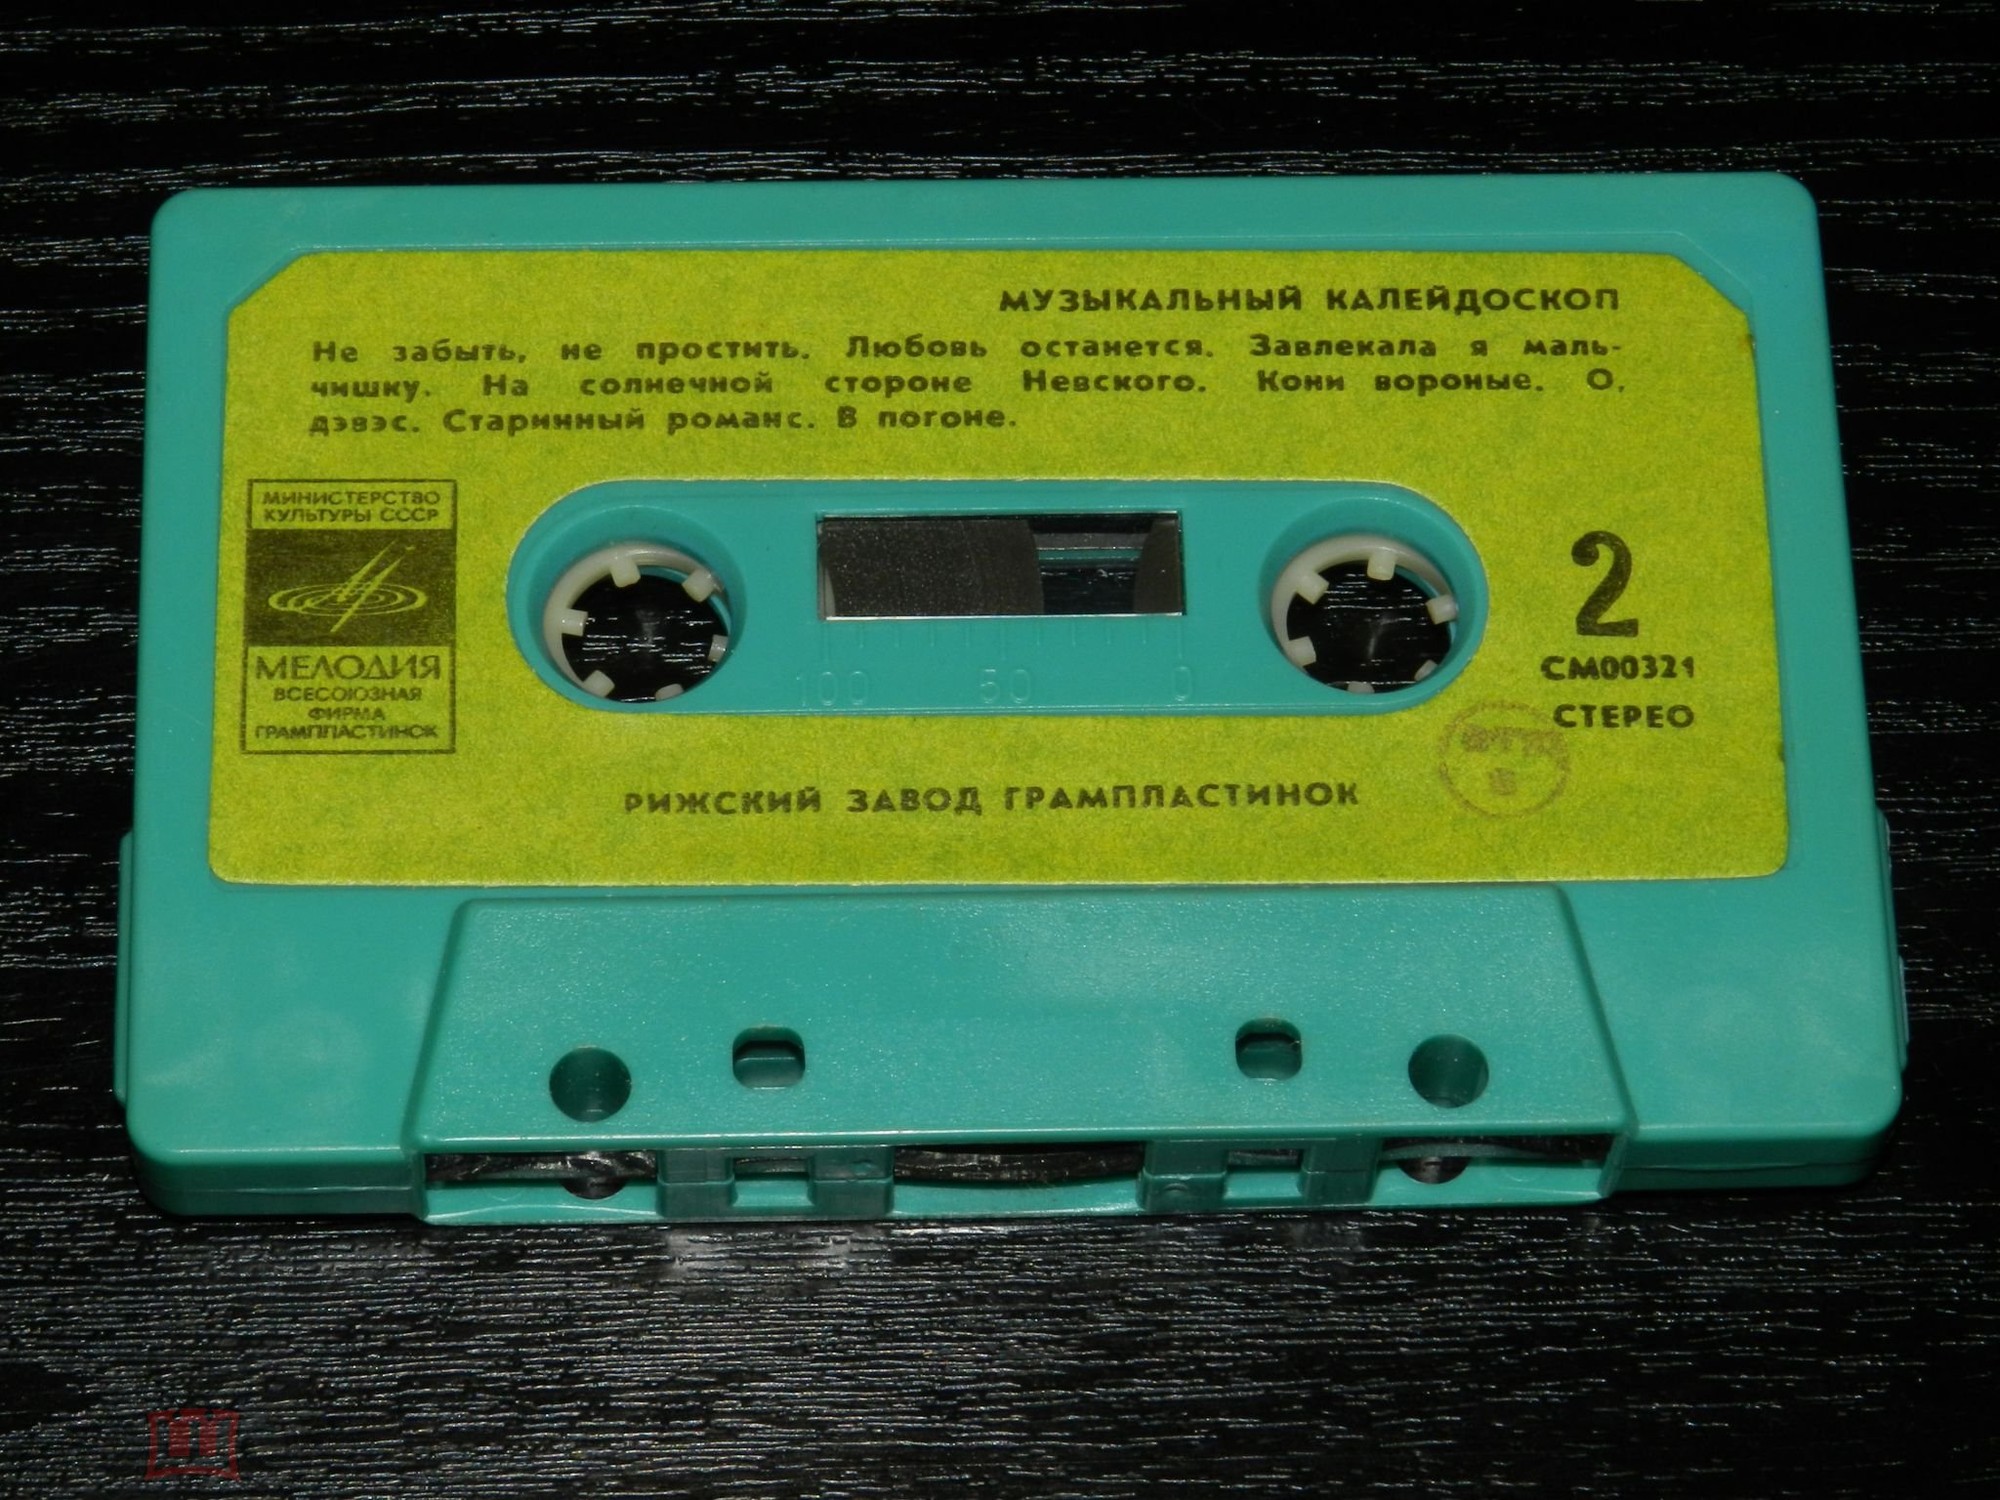 МУЗЫКАЛЬНЫЙ КАЛЕЙДОСКОП
Не забыть, не простить. Любовь останется. Завлекала я маль-
чишку. На солнечной стороне Невского. Кони вороные. О,
дэвэс. Старинный романс. В погоне.
МИНИСТЕРСТВО
КУЛЬТУРЫ СССР
МЕЛОДИЯ
ВСЕСОЮЗНАЯ
ФИРМА
ГРАМПЛАСТИНОК
100 50 0
2
СМ00321
СТЕРЕО
РИЖСКИЙ ЗАВОД ГРАМПЛАСТИНОК